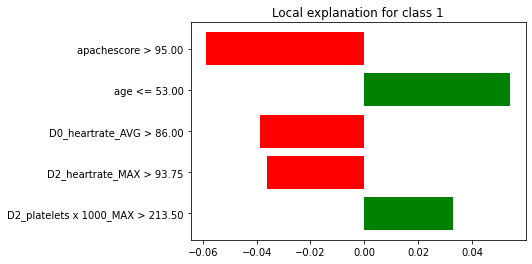 Local explanation for class 1
apachescore > 95.00
age <= 53.00
D0_heartrate_AVG > 86.00
D2_heartrate_MAX > 93.75
D2_platelets x 1000_MAX > 213.50
−0.06 −0.04 −0.02 0.00 0.02 0.04